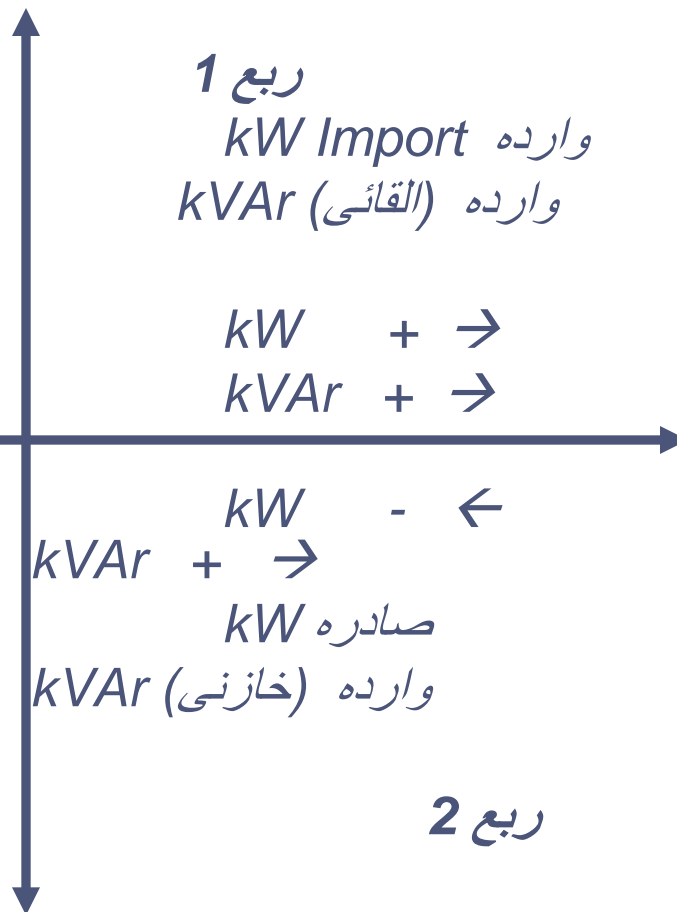 ربع 1
kW Import وارده
kVAr (القائی) وارده
kW + →
kVAr + →
kW - ←
kVAr + →
kW صادره
kVAr (خازنی) وارده
ربع 2